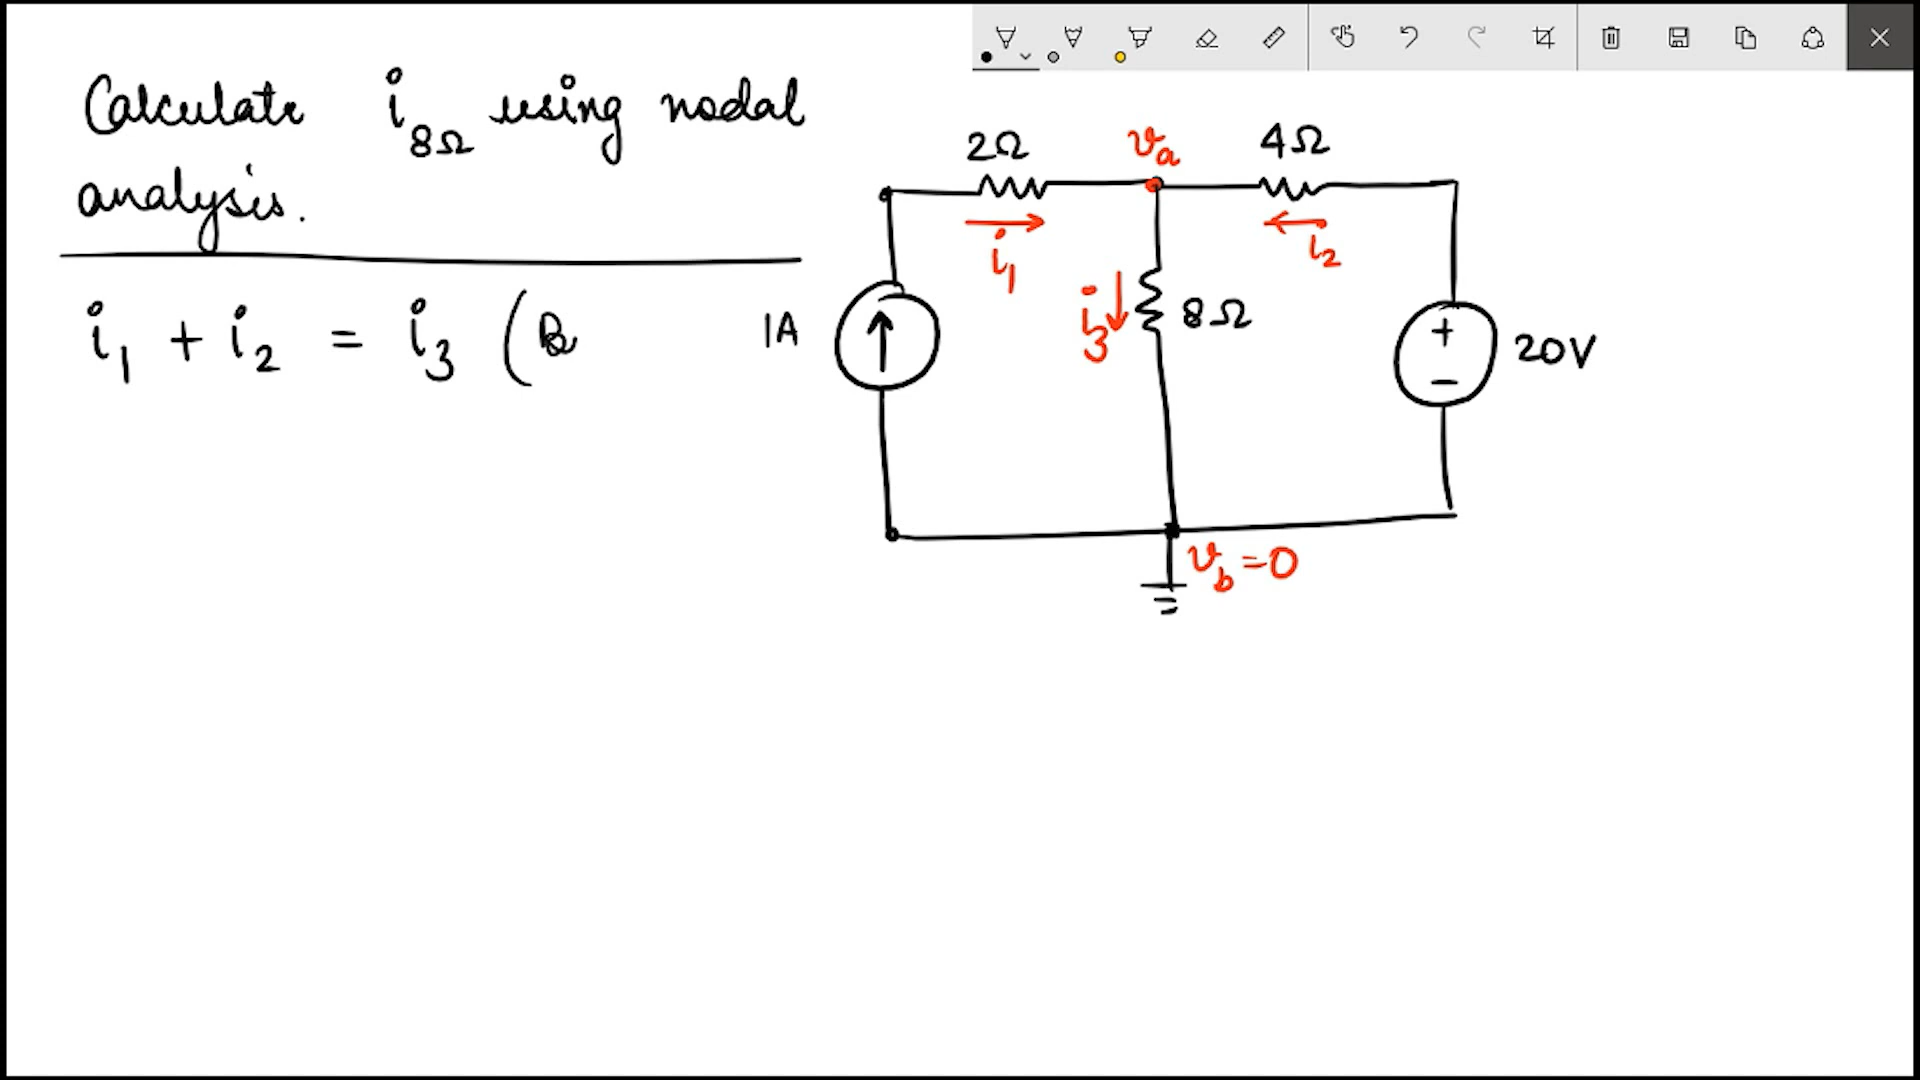 Calculate i8Ω using nodal
analysis.
i1 + i2 = i3 (B
2Ω
va
4Ω
i1
i2
i3
8Ω
1A
+
−
20V
vb = 0